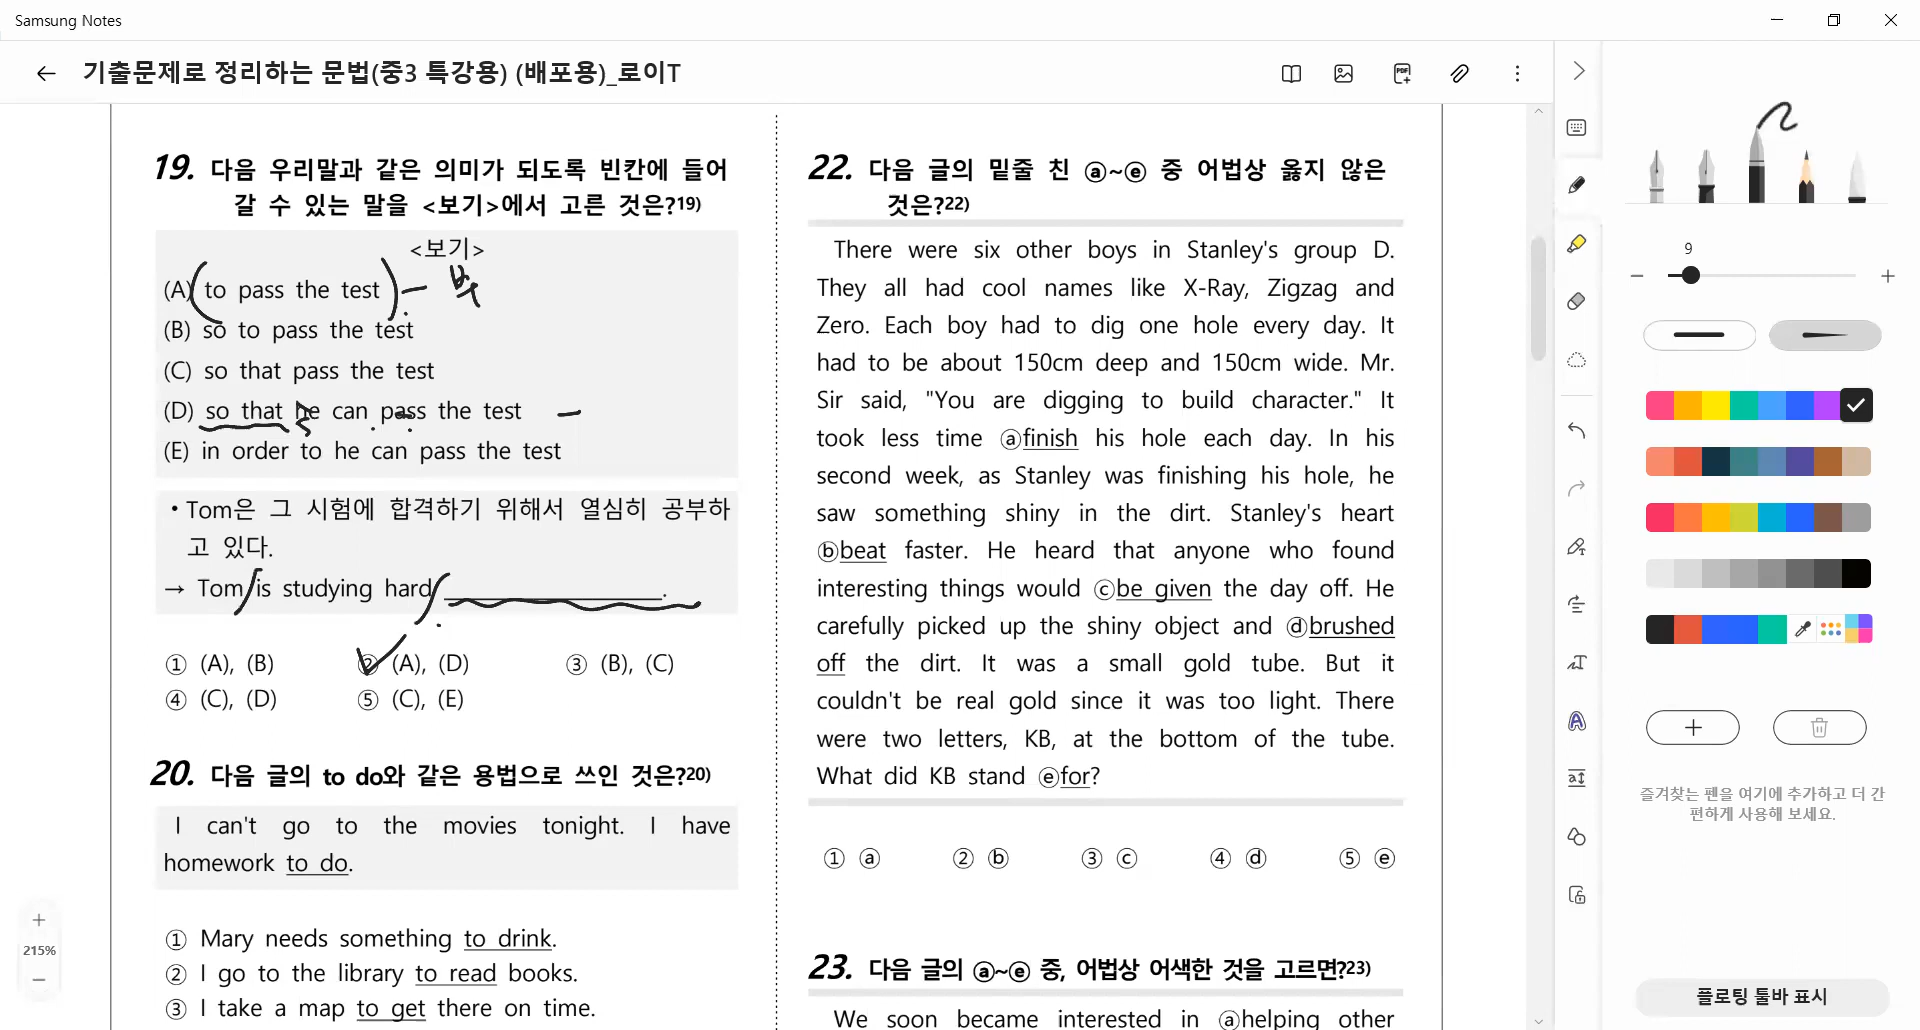 Samsung Notes
기출문제로 정리하는 문법(중3 특강용) (배포용)_로이T
19. 다음 우리말과 같은 의미가 되도록 빈칸에 들어
갈 수 있는 말을 <보기>에서 고른 것은?19)
<보기>
(A) to pass the test
(B) so to pass the test
(C) so that pass the test
(D) so that he can pass the test
(E) in order to he can pass the test
• Tom은 그 시험에 합격하기 위해서 열심히 공부하
고 있다.
→ Tom is studying hard ____________.
① (A), (B) ② (A), (D) ③ (B), (C)
④ (C), (D) ⑤ (C), (E)
20. 다음 글의 to do와 같은 용법으로 쓰인 것은?20)
I can't go to the movies tonight. I have
homework to do.
① Mary needs something to drink.
② I go to the library to read books.
③ I take a map to get there on time.
22. 다음 글의 밑줄 친 ⓐ~ⓔ 중 어법상 옳지 않은
것은?22)
There were six other boys in Stanley's group D.
They all had cool names like X-Ray, Zigzag and
Zero. Each boy had to dig one hole every day. It
had to be about 150cm deep and 150cm wide. Mr.
Sir said, "You are digging to build character." It
took less time ⓐfinish his hole each day. In his
second week, as Stanley was finishing his hole, he
saw something shiny in the dirt. Stanley's heart
ⓑbeat faster. He heard that anyone who found
interesting things would ⓒbe given the day off. He
carefully picked up the shiny object and ⓓbrushed
off the dirt. It was a small gold tube. But it
couldn't be real gold since it was too light. There
were two letters, KB, at the bottom of the tube.
What did KB stand ⓔfor?
① ⓐ ② ⓑ ③ ⓒ ④ ⓓ ⑤ ⓔ
23. 다음 글의 ⓐ~ⓔ 중, 어법상 어색한 것을 고르면?23)
We soon became interested in ⓐhelping other
215%
PDF
9
즐겨찾는 펜을 여기에 추가하고 더 간
편하게 사용해 보세요.
플로팅 툴바 표시